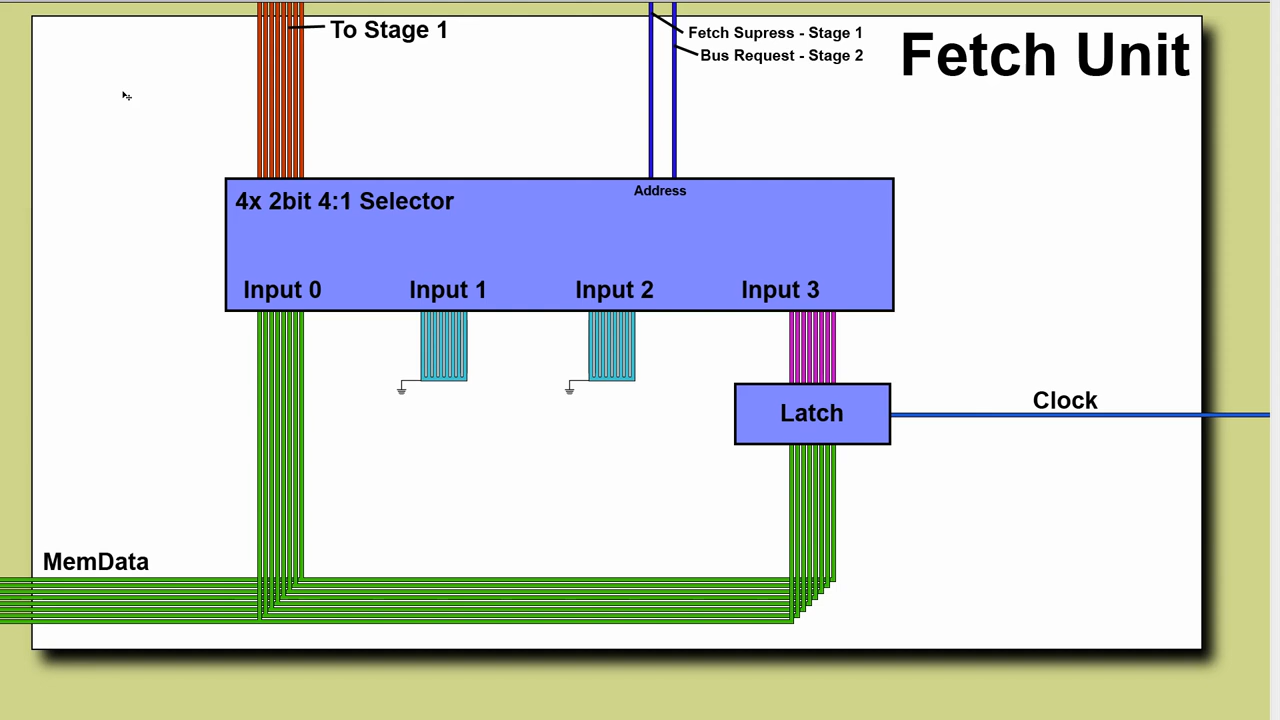 To Stage 1
Fetch Supress - Stage 1
Bus Request - Stage 2
Fetch Unit
Address
4x 2bit 4:1 Selector
Input 0
Input 1
Input 2
Input 3
Latch
Clock
MemData